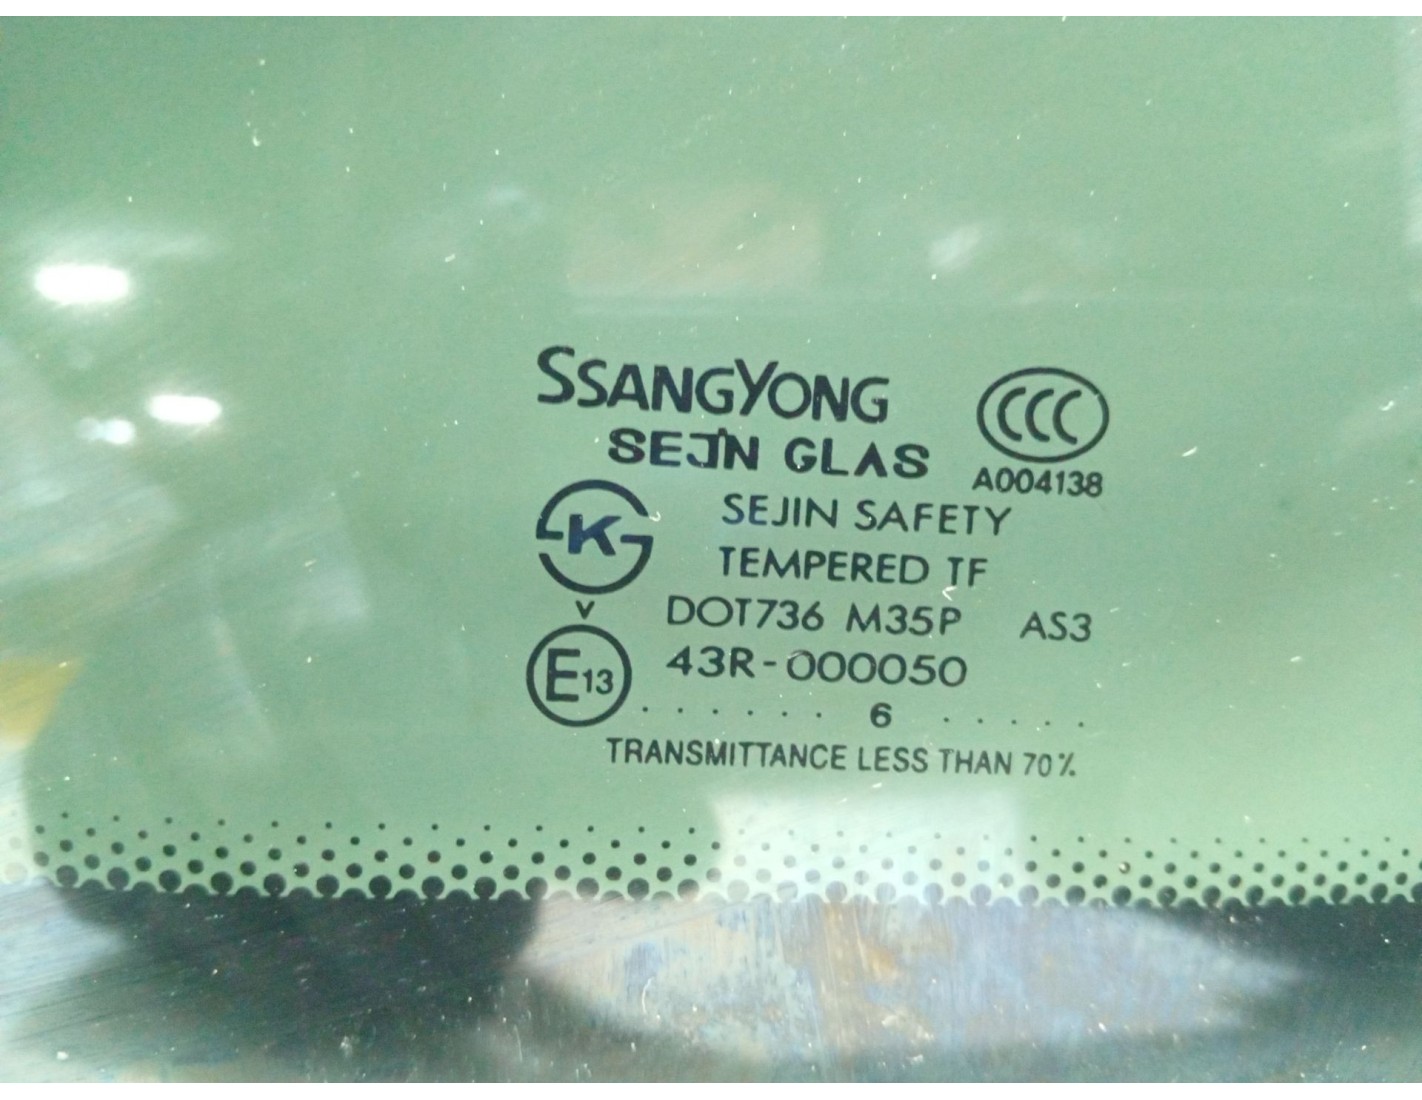 SSANGYONG
SEJIN GLAS
CCC
A004138
SEJIN SAFETY
TEMPERED TF
K
V
DOT736 M35P AS3
E13
43R-000050
. . . . . . 6 . . . . .
TRANSMITTANCE LESS THAN 70%